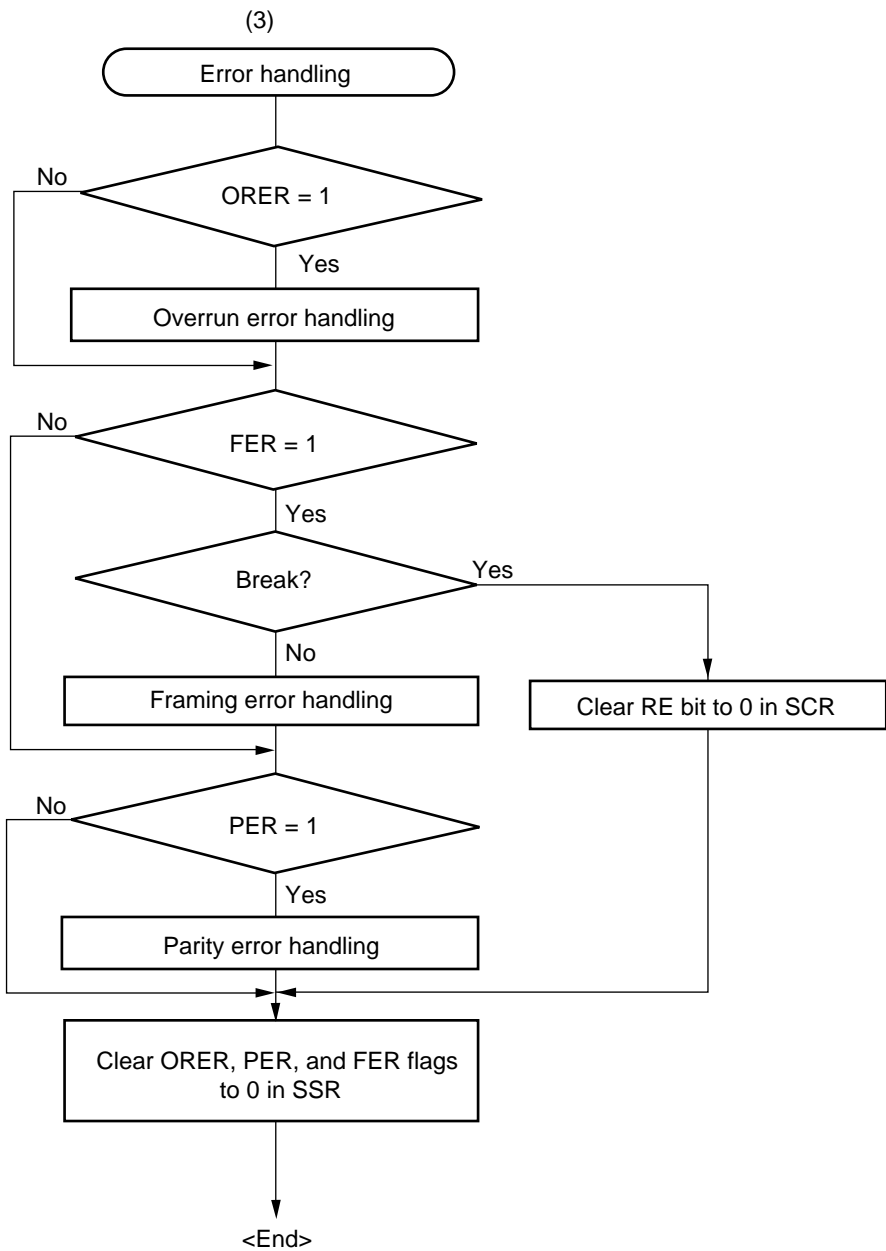 (3)
Error handling
No
ORER = 1
Yes
Overrun error handling
No
FER = 1
Yes
Break?
Yes
No
Framing error handling
Clear RE bit to 0 in SCR
No
PER = 1
Yes
Parity error handling
Clear ORER, PER, and FER flags
to 0 in SSR
<End>